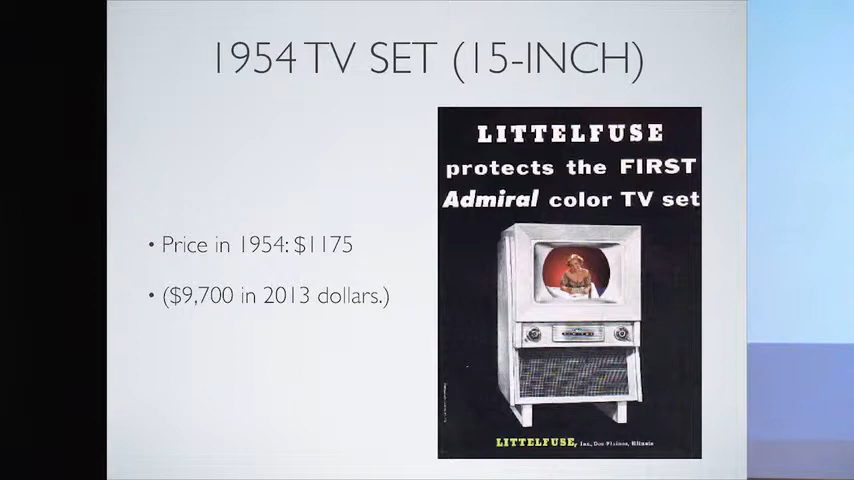 1954 TV SET (15-INCH)
• Price in 1954: $1175
• ($9,700 in 2013 dollars.)
LITTELFUSE
protects the FIRST
Admiral color TV set
LITTELFUSE, Inc., Des Plaines, Illinois